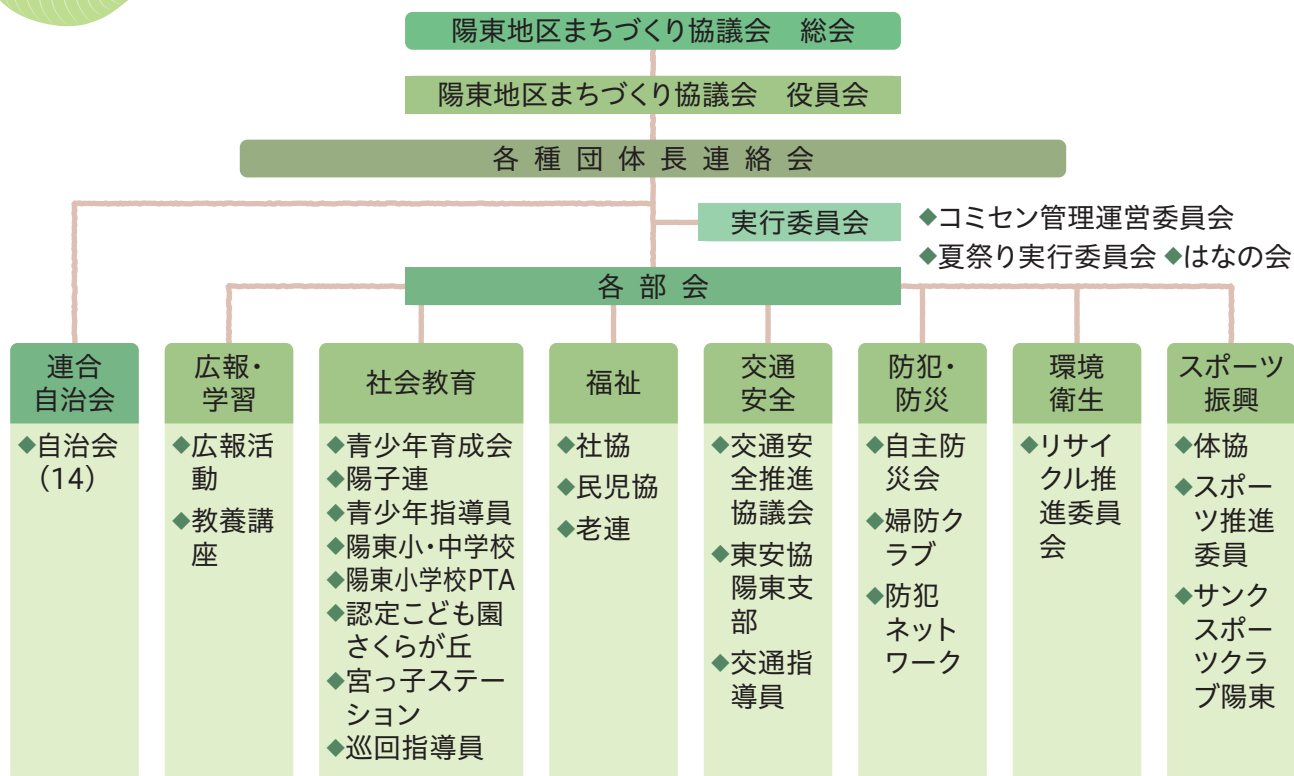 陽東地区まちづくり協議会　総会
陽東地区まちづくり協議会　役員会
各種団体長連絡会
実行委員会
◆コミセン管理運営委員会
◆夏祭り実行委員会 ◆はなの会
各部会
連合
自治会
◆自治会
（14）
広報・
学習
◆広報活
動
◆教養講
座
社会教育
◆青少年育成会
◆陽子連
◆青少年指導員
◆陽東小・中学校
◆陽東小学校PTA
◆認定こども園
さくらが丘
◆宮っ子ステー
ション
◆巡回指導員
福祉
◆社協
◆民児協
◆老連
交通
安全
◆交通安
全推進
協議会
◆東安協
陽東支
部
◆交通指
導員
防犯・
防災
◆自主防
災会
◆婦防ク
ラブ
◆防犯
ネット
ワーク
環境
衛生
◆リサイ
クル推
進委員
会
スポーツ
振興
◆体協
◆スポー
ツ推進
委員
◆サンク
スポー
ツクラ
ブ陽東